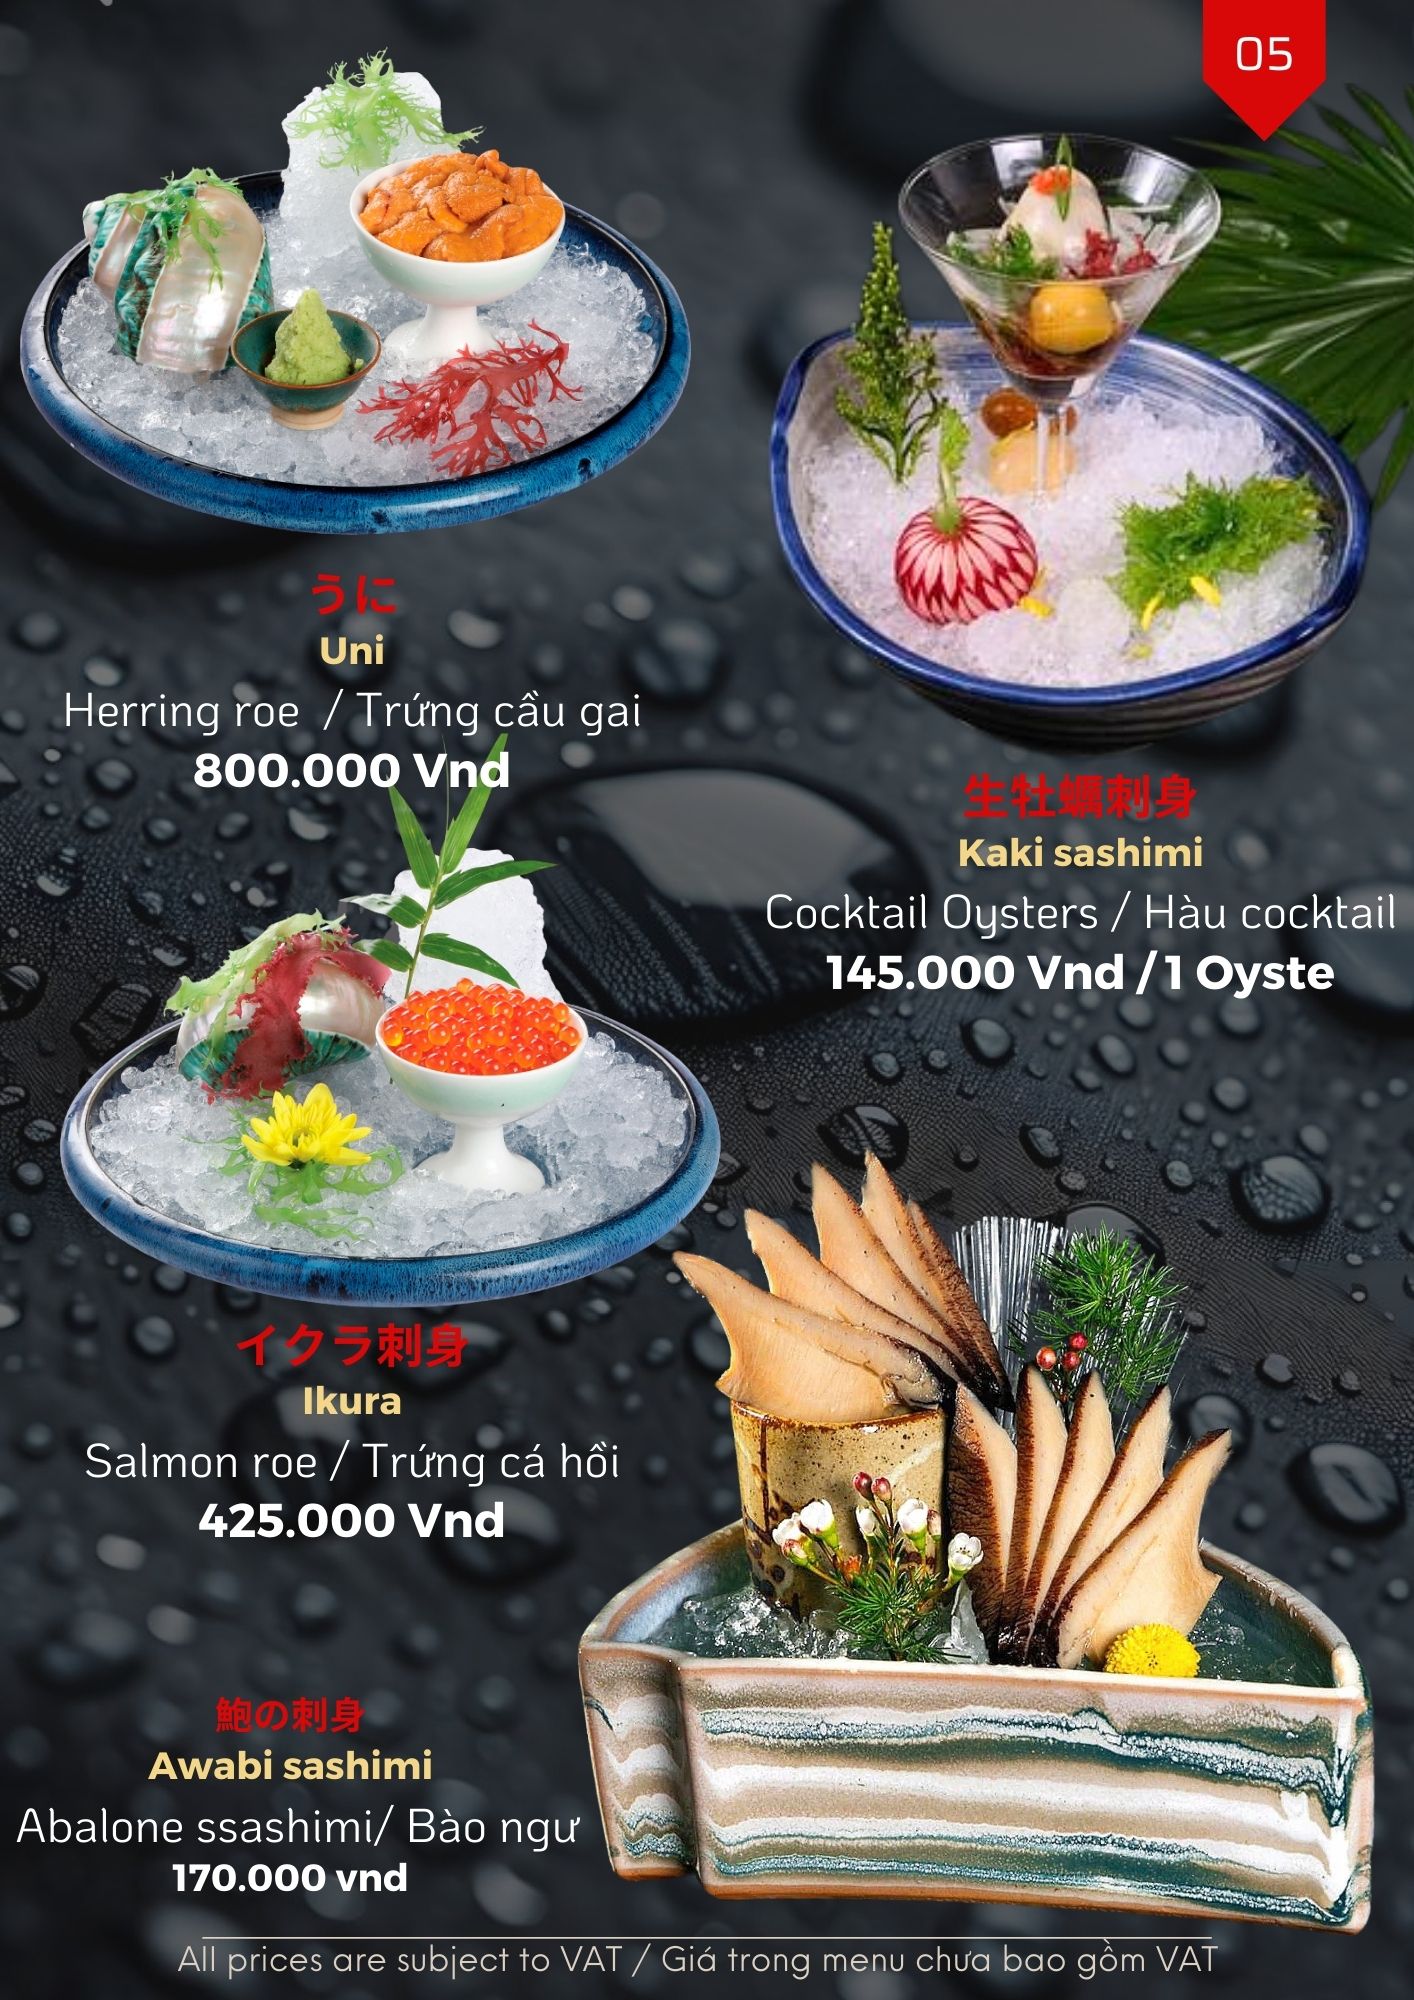 05
うに
Uni
Herring roe / Trứng cầu gai
800.000 Vnd
生牡蠣刺身
Kaki sashimi
Cocktail Oysters / Hàu cocktail
145.000 Vnd / 1 Oyste
イクラ刺身
Ikura
Salmon roe / Trứng cá hồi
425.000 Vnd
鮑の刺身
Awabi sashimi
Abalone ssashimi/ Bào ngư
170.000 vnd
All prices are subject to VAT / Giá trong menu chưa bao gồm VAT